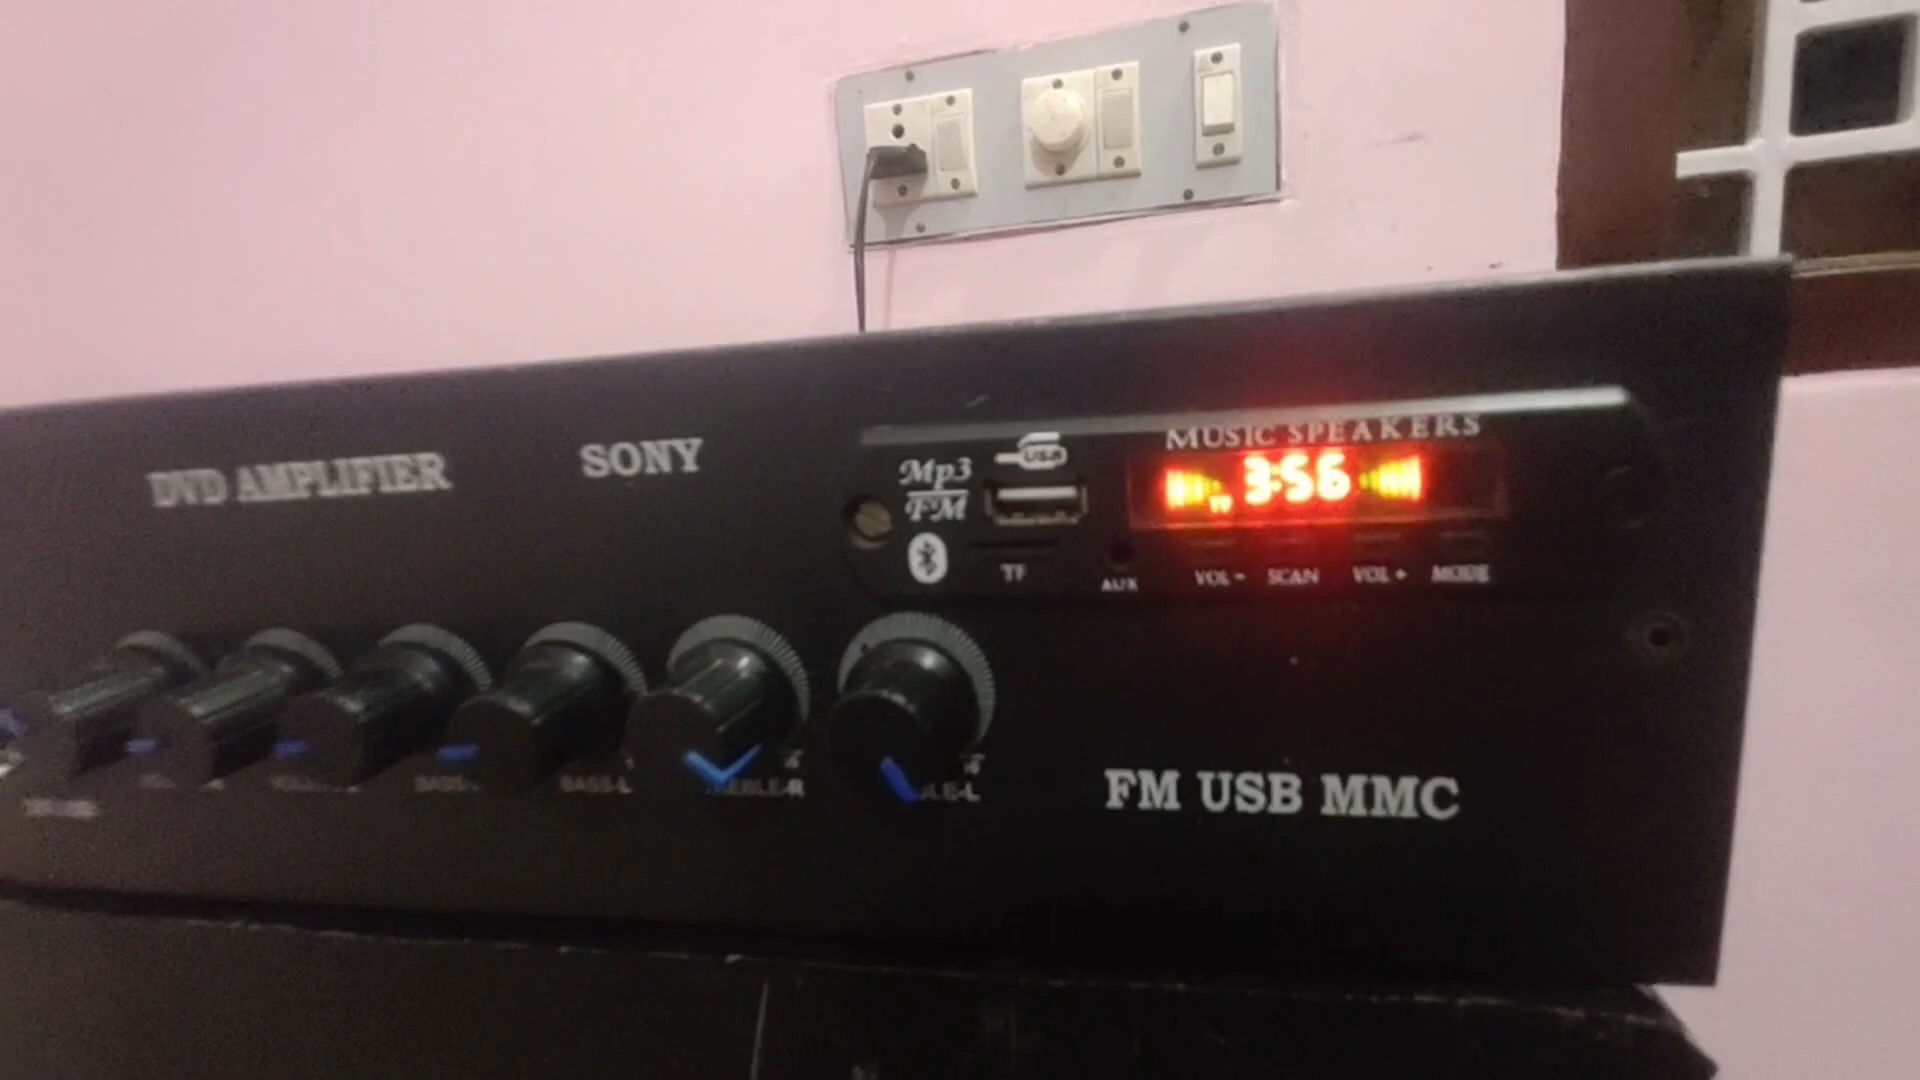 DVD AMPLIFIER
SONY
MUSIC SPEAKERS
Mp3
FM
USB
3:56
TF
AUX
VOL -
SCAN
VOL +
MODE
BASS-L
TREBLE-R
LE-L
FM USB MMC